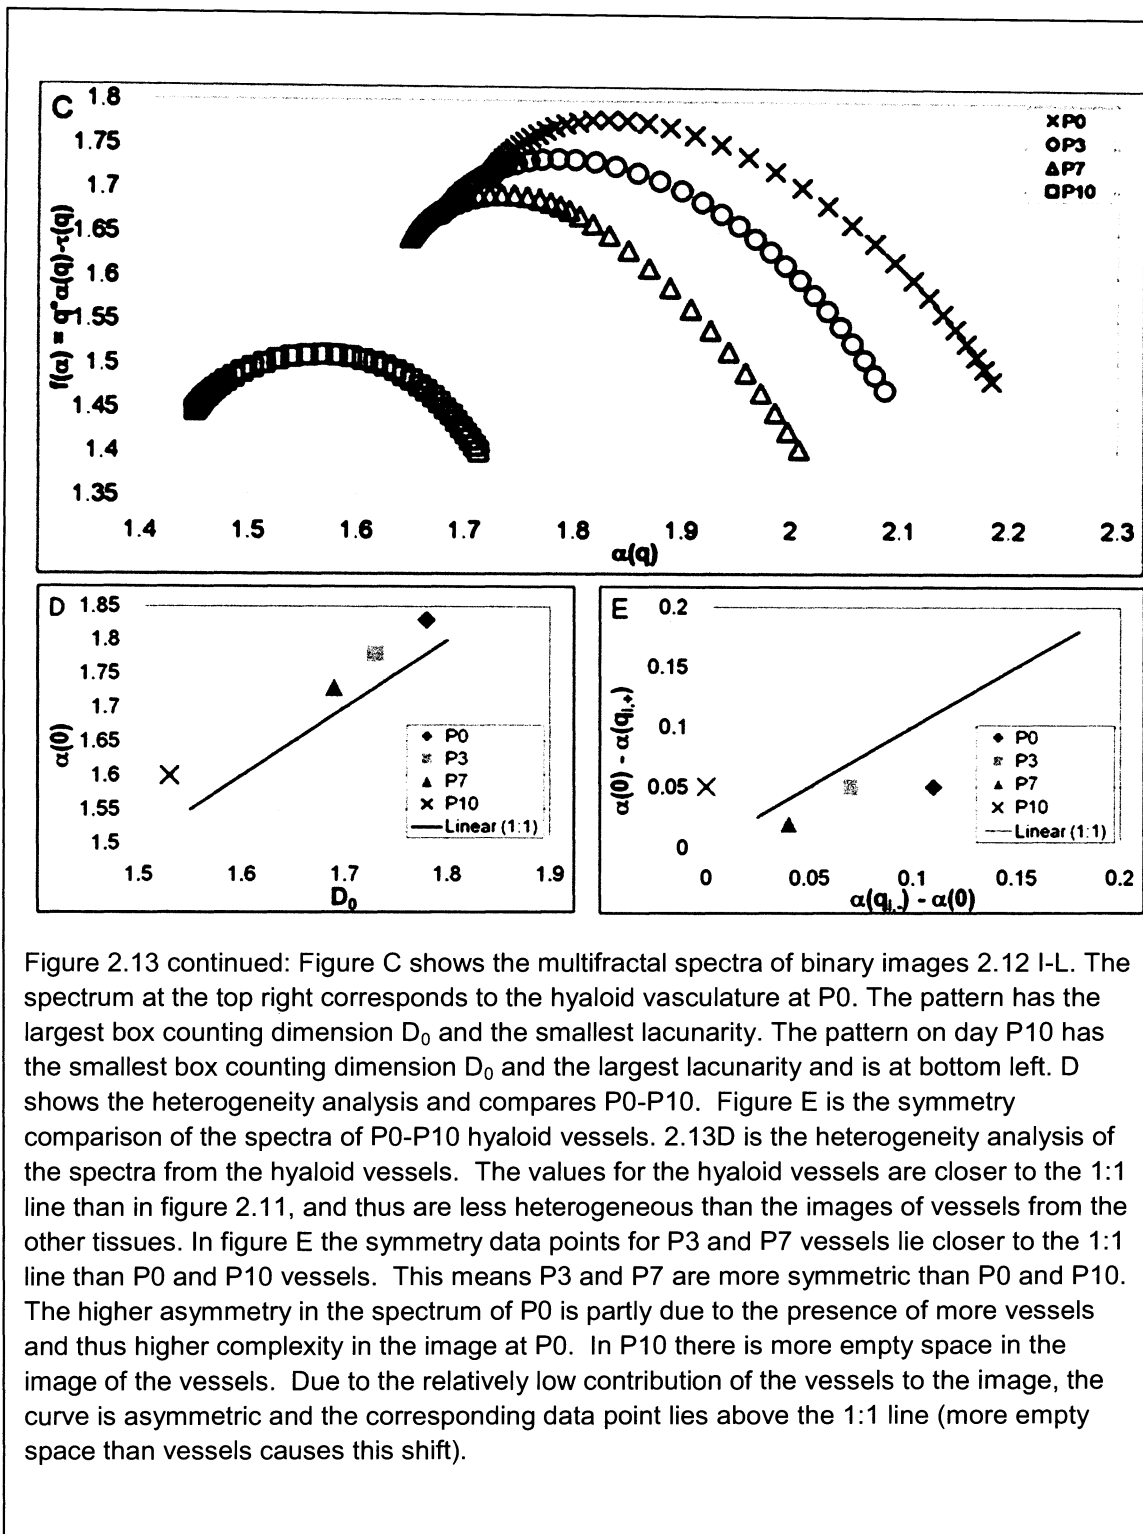 C
1.8
1.75
1.7
1.65
1.6
1.55
1.5
1.45
1.4
1.35
f(α) = q*α(q)-τ(q)
1.4 1.5 1.6 1.7 1.8 1.9 2 2.1 2.2 2.3
α(q)
P0
P3
P7
P10
D
1.85
1.8
1.75
1.7
1.65
1.6
1.55
1.5
α(0)
1.5 1.6 1.7 1.8 1.9
D₀
P0
P3
P7
P10
Linear (1:1)
E
0.2
0.15
0.1
0.05
0
α(0) - α(qᵢ,₊)
0 0.05 0.1 0.15 0.2
α(qᵢ,₋) - α(0)
P0
P3
P7
P10
Linear (1:1)
Figure 2.13 continued: Figure C shows the multifractal spectra of binary images 2.12 I-L. The
spectrum at the top right corresponds to the hyaloid vasculature at P0. The pattern has the
largest box counting dimension D₀ and the smallest lacunarity. The pattern on day P10 has
the smallest box counting dimension D₀ and the largest lacunarity and is at bottom left. D
shows the heterogeneity analysis and compares P0-P10. Figure E is the symmetry
comparison of the spectra of P0-P10 hyaloid vessels. 2.13D is the heterogeneity analysis of
the spectra from the hyaloid vessels. The values for the hyaloid vessels are closer to the 1:1
line than in figure 2.11, and thus are less heterogeneous than the images of vessels from the
other tissues. In figure E the symmetry data points for P3 and P7 vessels lie closer to the 1:1
line than P0 and P10 vessels. This means P3 and P7 are more symmetric than P0 and P10.
The higher asymmetry in the spectrum of P0 is partly due to the presence of more vessels
and thus higher complexity in the image at P0. In P10 there is more empty space in the
image of the vessels. Due to the relatively low contribution of the vessels to the image, the
curve is asymmetric and the corresponding data point lies above the 1:1 line (more empty
space than vessels causes this shift).